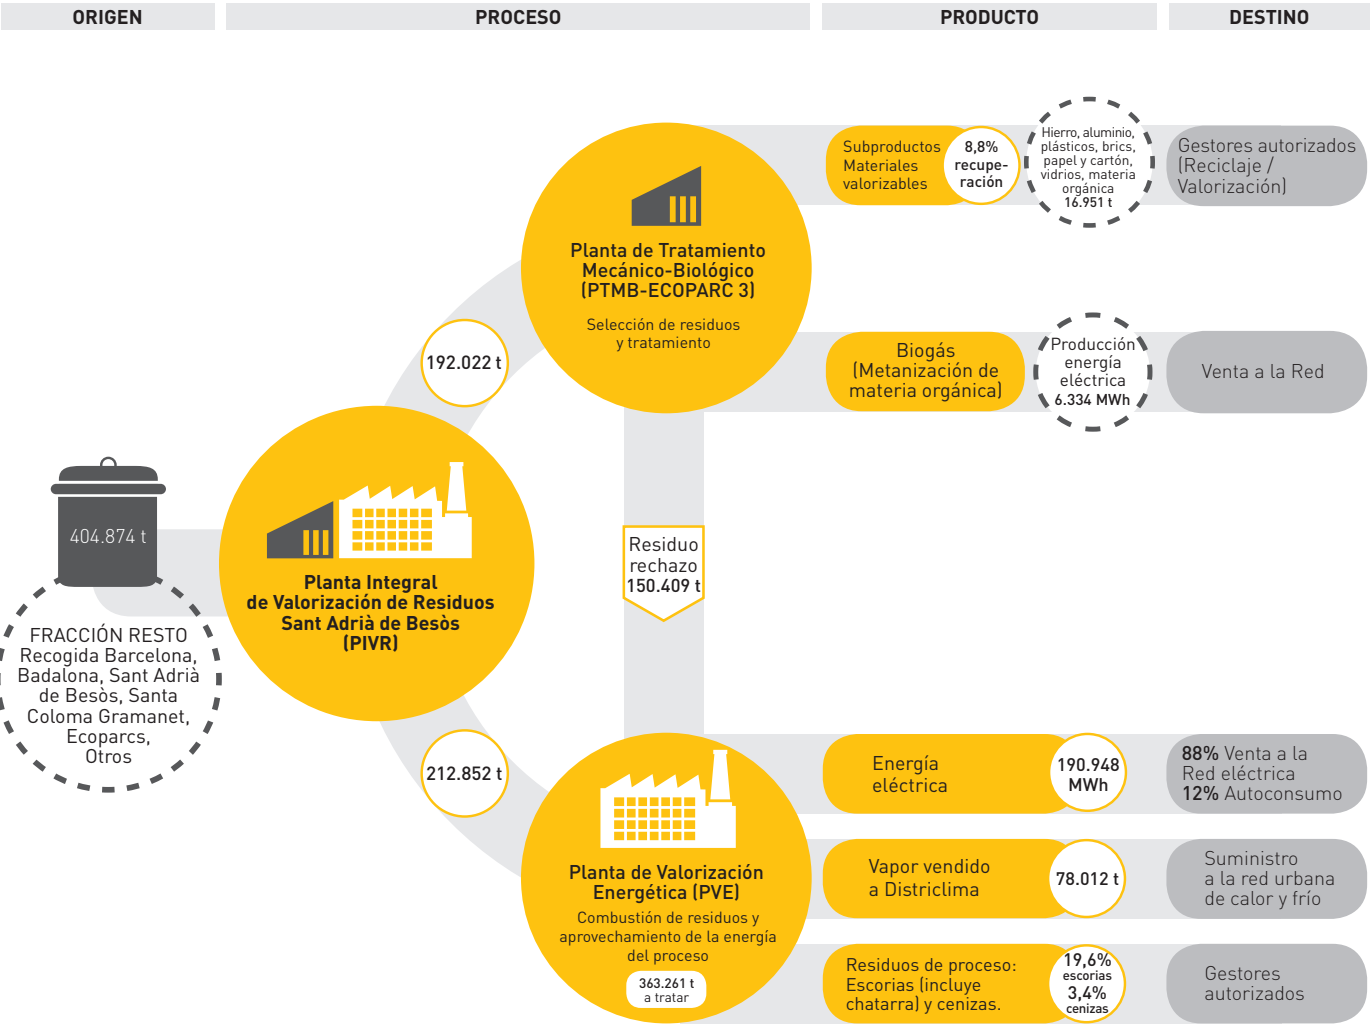 ORIGEN
PROCESO
PRODUCTO
DESTINO
404.874 t
FRACCIÓN RESTO
Recogida Barcelona,
Badalona, Sant Adrià
de Besòs, Santa
Coloma Gramanet,
Ecoparcs,
Otros
Planta Integral
de Valorización de Residuos
Sant Adrià de Besòs
(PIVR)
192.022 t
212.852 t
Planta de Tratamiento
Mecánico-Biológico
(PTMB-ECOPARC 3)
Selección de residuos
y tratamiento
Residuo
rechazo
150.409 t
Planta de Valorización
Energética (PVE)
Combustión de residuos y
aprovechamiento de la energía
del proceso
363.261 t
a tratar
Subproductos
Materiales
valorizables
8,8%
recupe-
ración
Hierro, aluminio,
plásticos, brics,
papel y cartón,
vidrios, materia
orgánica
16.951 t
Gestores autorizados
(Reciclaje /
Valorización)
Biogás
(Metanización de
materia orgánica)
Producción
energía
eléctrica
6.334 MWh
Venta a la Red
Energía
eléctrica
190.948
MWh
88% Venta a la
Red eléctrica
12% Autoconsumo
Vapor vendido
a Districlima
78.012 t
Suministro
a la red urbana
de calor y frío
Residuos de proceso:
Escorias (incluye
chatarra) y cenizas.
19,6%
escorias
3,4%
cenizas
Gestores
autorizados